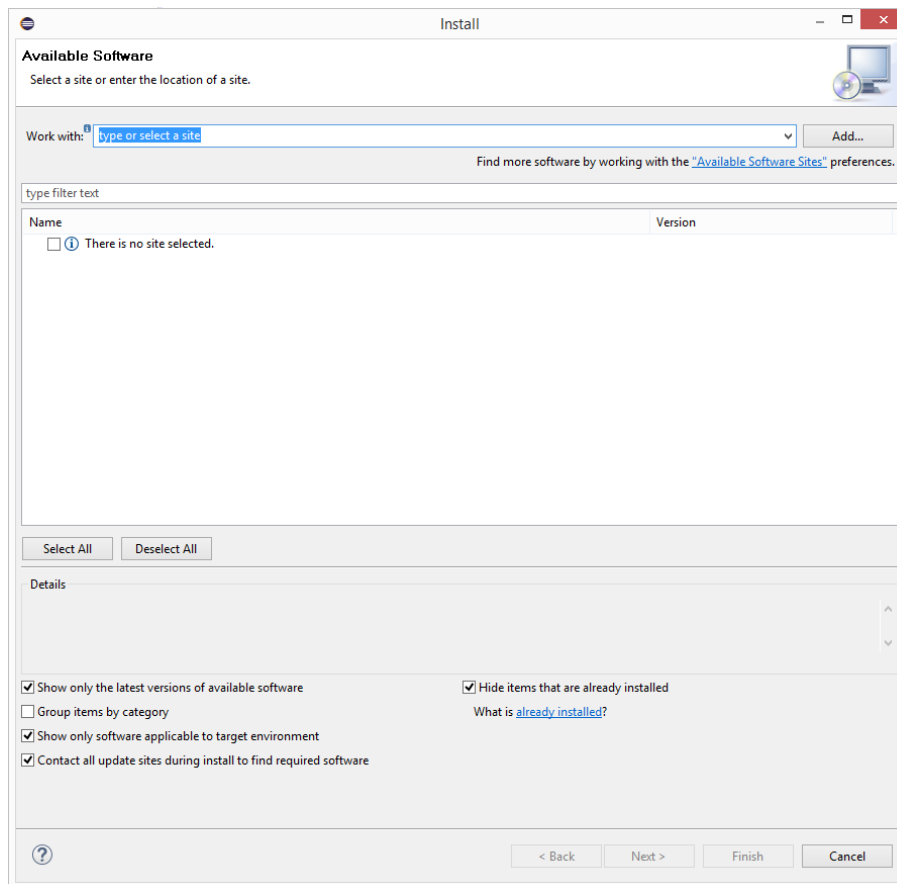 Install
Available Software
Select a site or enter the location of a site.
Work with: type or select a site Add...
Find more software by working with the "Available Software Sites" preferences.
type filter text
Name Version
There is no site selected.
Select All Deselect All
Details
Show only the latest versions of available software Hide items that are already installed
Group items by category What is already installed?
Show only software applicable to target environment
Contact all update sites during install to find required software
< Back Next > Finish Cancel